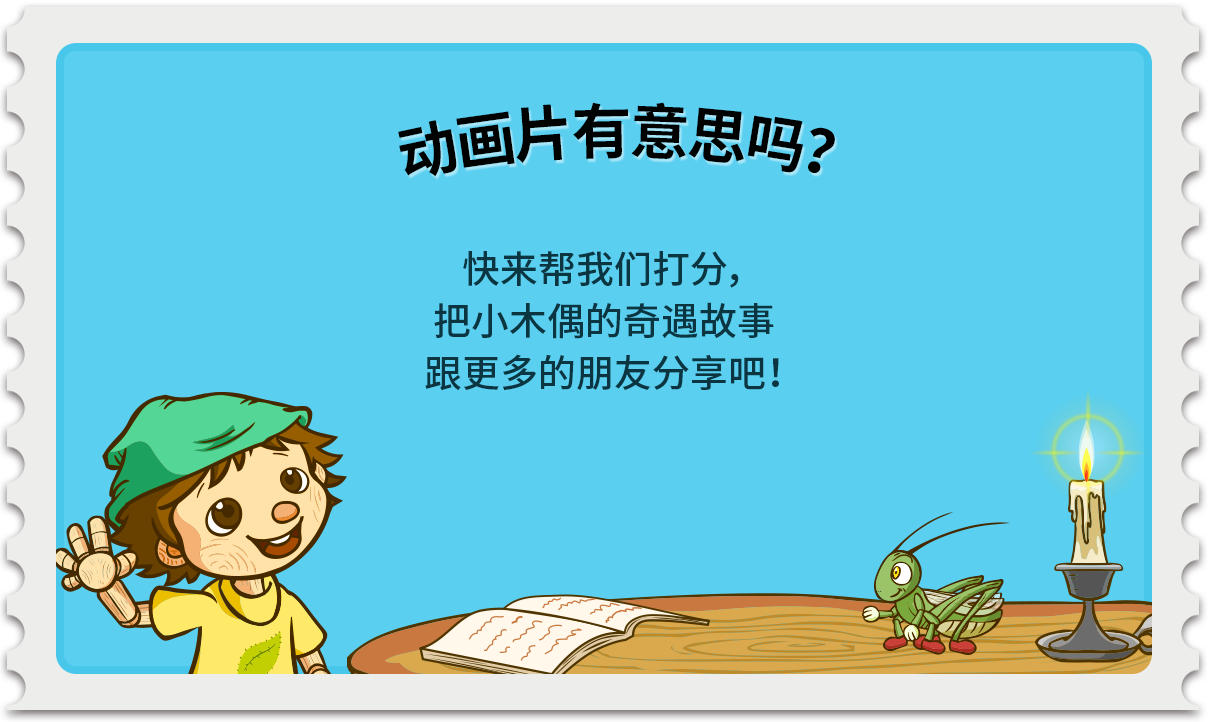 动画片有意思吗？
快来帮我们打分，
把小木偶的奇遇故事
跟更多的朋友分享吧！